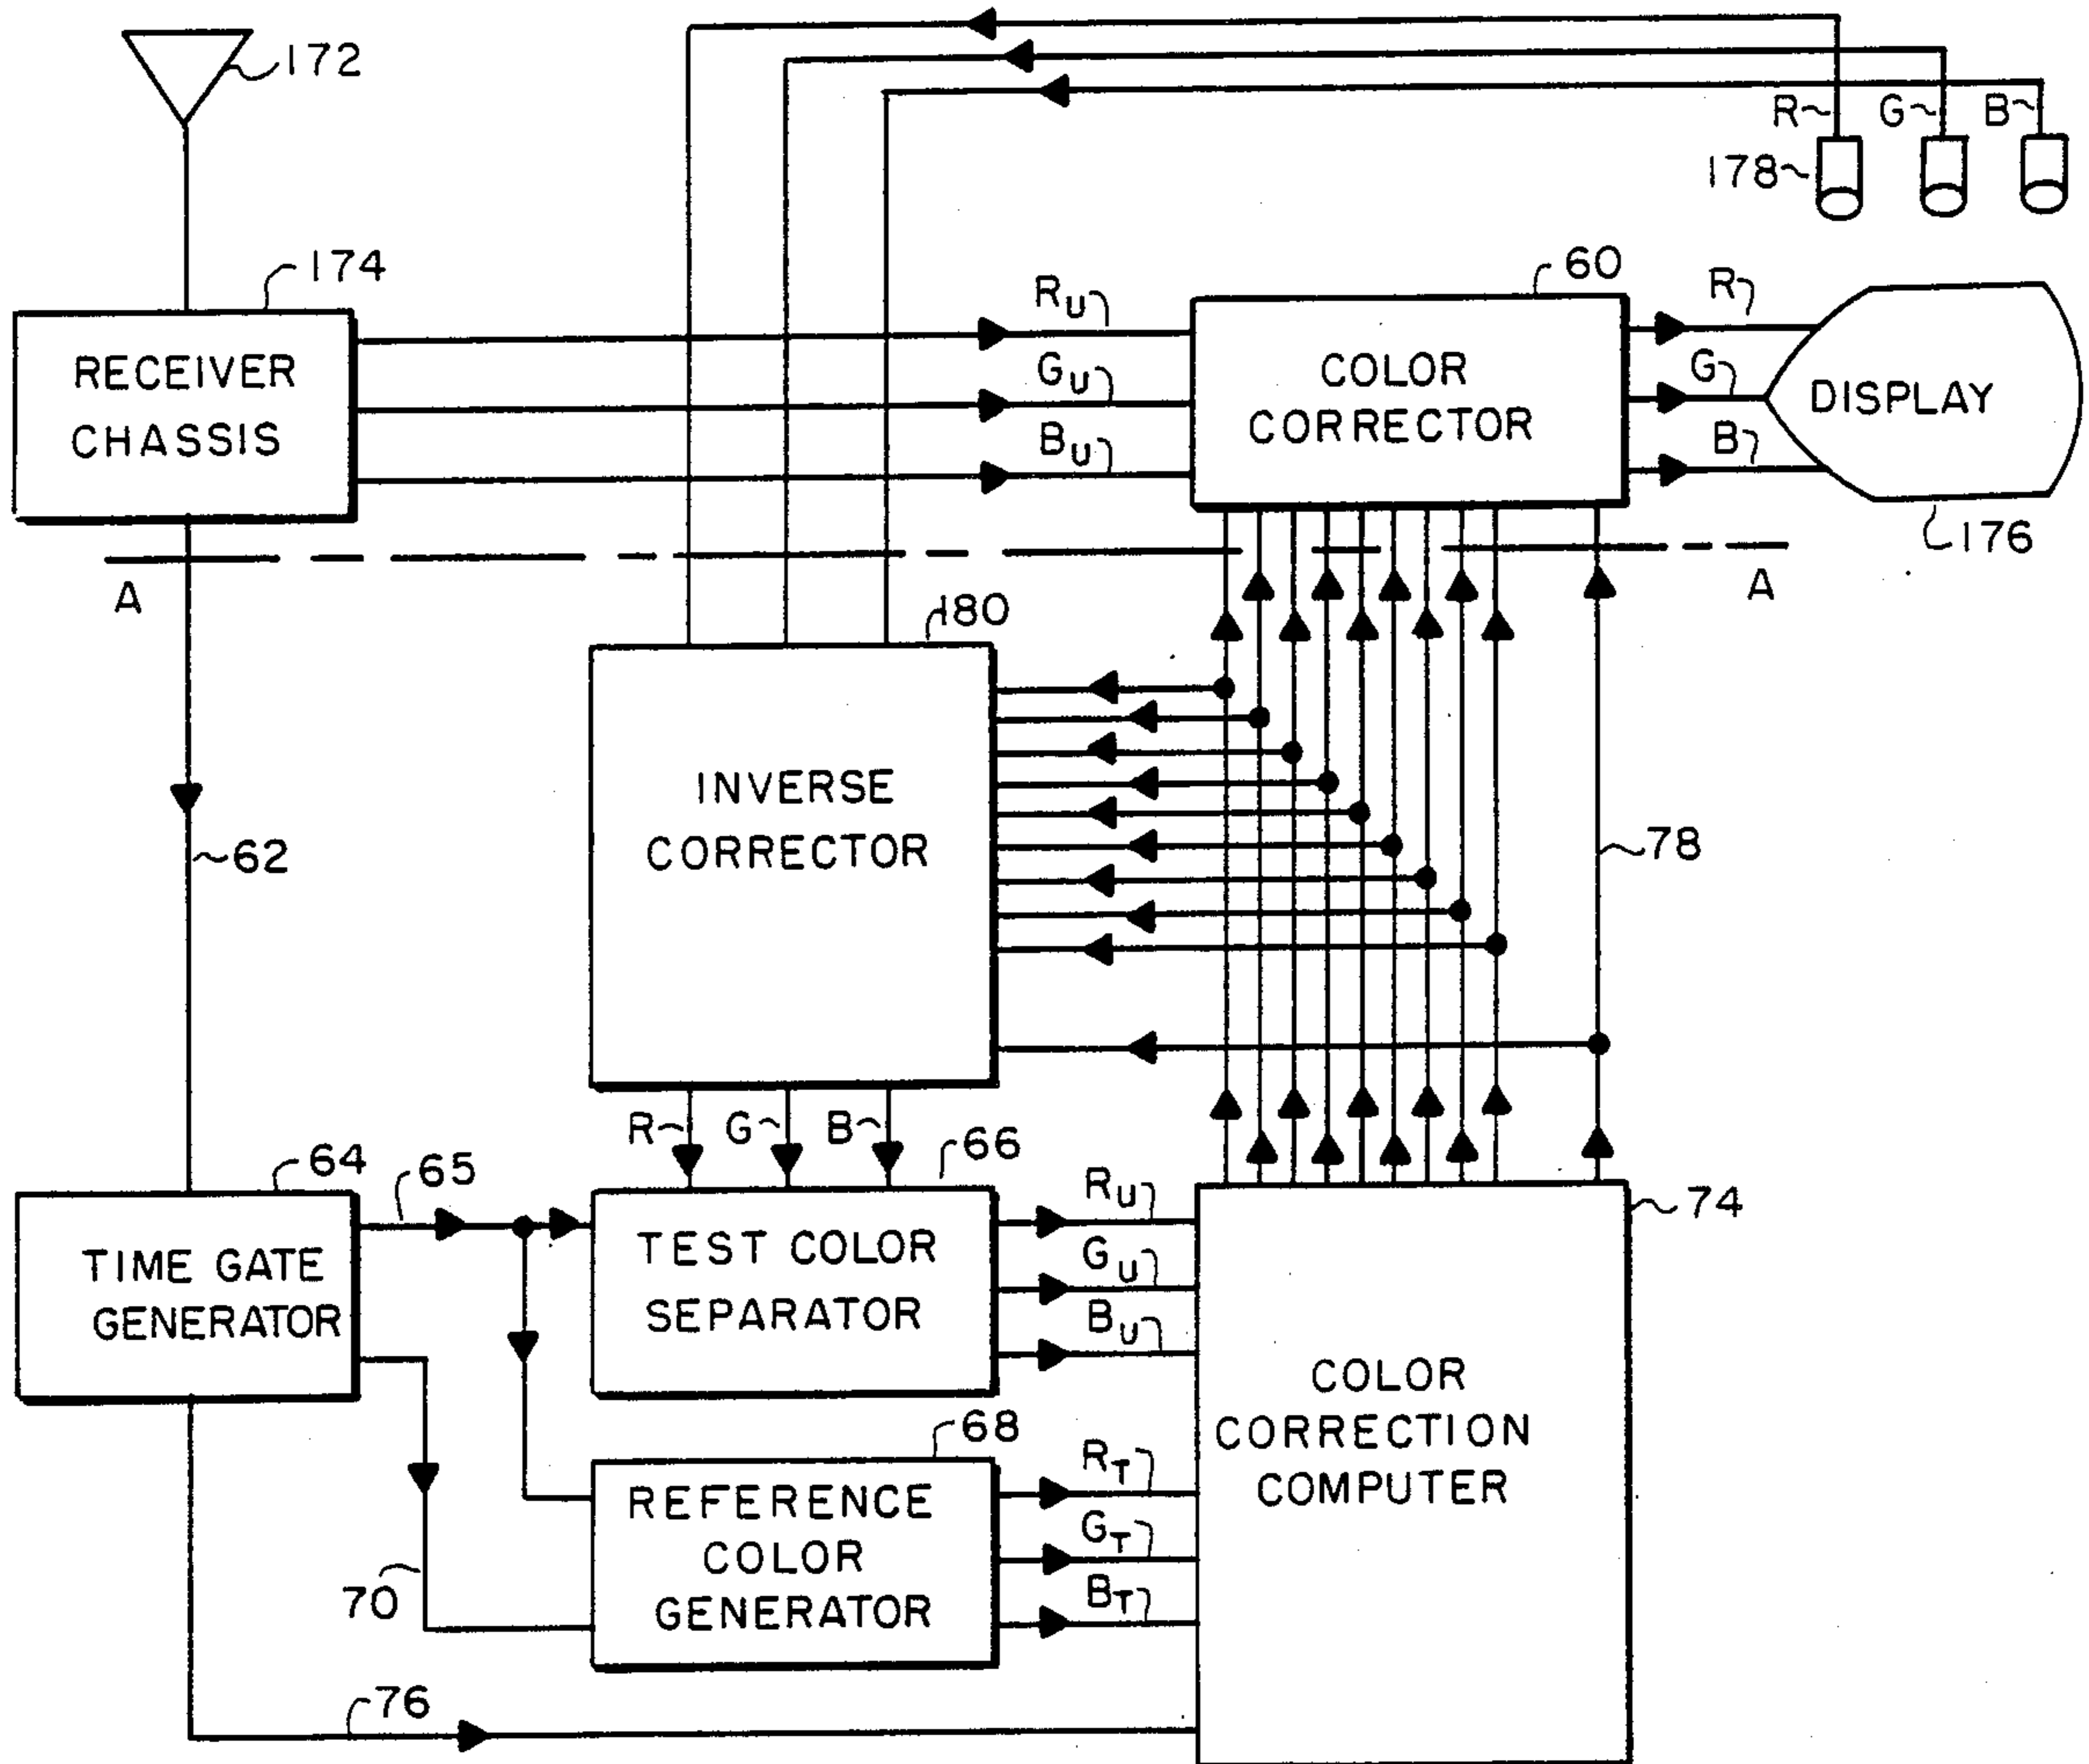 172
R G B
178
174
RECEIVER
CHASSIS
R_U
G_U
B_U
60
COLOR
CORRECTOR
R
G
B
DISPLAY
176
A
A
180
INVERSE
CORRECTOR
62
78
R G B
64
65
66
TIME GATE
GENERATOR
TEST COLOR
SEPARATOR
R_U
G_U
B_U
74
COLOR
CORRECTION
COMPUTER
68
REFERENCE
COLOR
GENERATOR
R_T
G_T
B_T
70
76